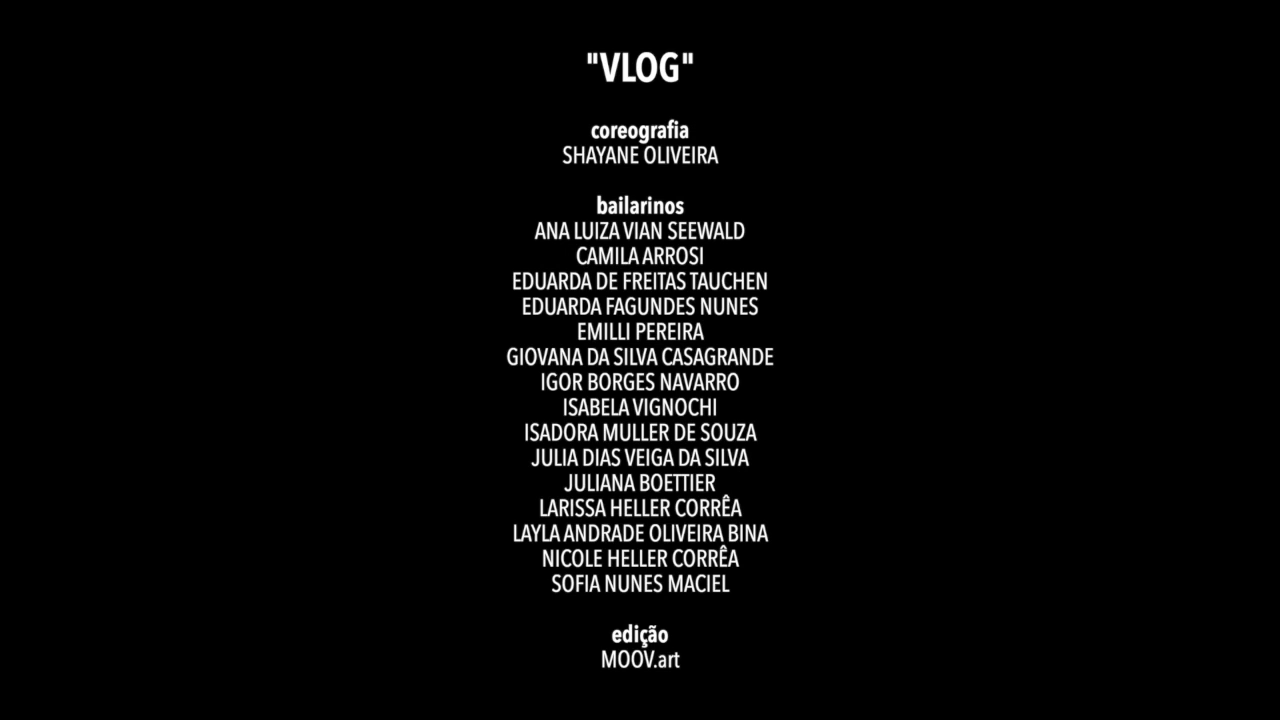 "VLOG"
coreografia
SHAYANE OLIVEIRA
bailarinos
ANA LUIZA VIAN SEEWALD
CAMILA ARROSI
EDUARDA DE FREITAS TAUCHEN
EDUARDA FAGUNDES NUNES
EMILLI PEREIRA
GIOVANA DA SILVA CASAGRANDE
IGOR BORGES NAVARRO
ISABELA VIGNOCHI
ISADORA MULLER DE SOUZA
JULIA DIAS VEIGA DA SILVA
JULIANA BOETTIER
LARISSA HELLER CORRÊA
LAYLA ANDRADE OLIVEIRA BINA
NICOLE HELLER CORRÊA
SOFIA NUNES MACIEL
edição
MOOV.art